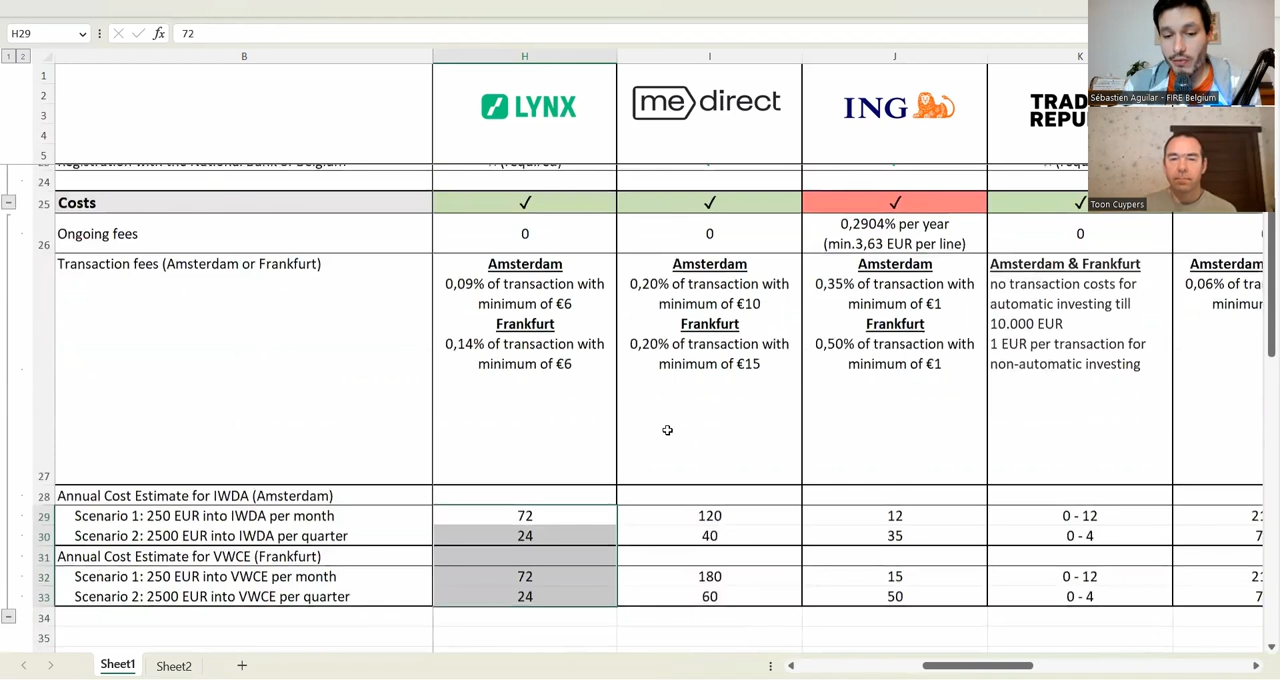 H29
fx
72
1 2
B H I J K
LYNX
me direct
ING
TRAD
REPU
Sébastien Aguilar - FIRE Belgium
Toon Cuypers
1
2
3
4
5
24
25 Costs ✓ ✓ ✓ ✓
26 Ongoing fees 0 0 0,2904% per year 0
(min.3,63 EUR per line)
Transaction fees (Amsterdam or Frankfurt) Amsterdam Amsterdam Amsterdam Amsterdam & Frankfurt Amsterdam
0,09% of transaction with 0,20% of transaction with 0,35% of transaction with no transaction costs for 0,06% of tra
minimum of €6 minimum of €10 minimum of €1 automatic investing till minimu
Frankfurt Frankfurt Frankfurt 10.000 EUR
0,14% of transaction with 0,20% of transaction with 0,50% of transaction with 1 EUR per transaction for
minimum of €6 minimum of €15 minimum of €1 non-automatic investing
27
28 Annual Cost Estimate for IWDA (Amsterdam)
29 Scenario 1: 250 EUR into IWDA per month 72 120 12 0 - 12
30 Scenario 2: 2500 EUR into IWDA per quarter 24 40 35 0 - 4
31 Annual Cost Estimate for VWCE (Frankfurt)
32 Scenario 1: 250 EUR into VWCE per month 72 180 15 0 - 12
33 Scenario 2: 2500 EUR into VWCE per quarter 24 60 50 0 - 4
34
35
Sheet1 Sheet2 +